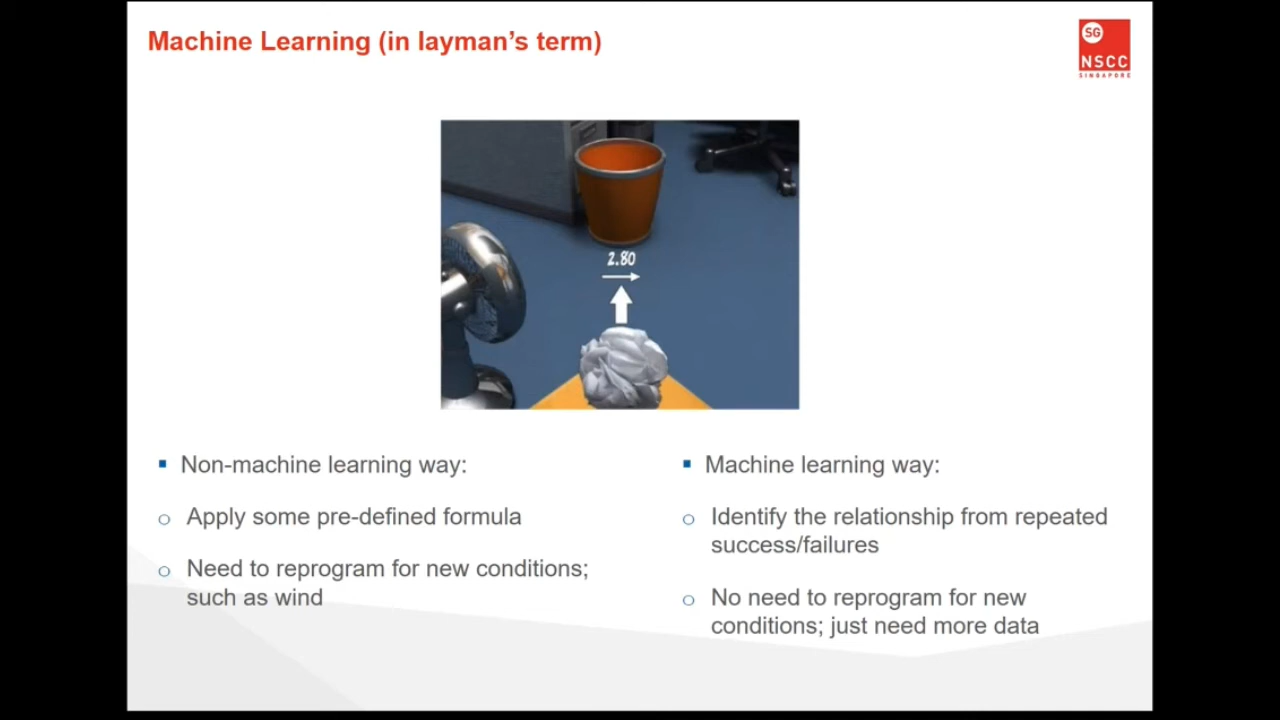 Machine Learning (in layman's term)
SG
NSCC
SINGAPORE
2.80
Non-machine learning way:
Apply some pre-defined formula
Need to reprogram for new conditions;
such as wind
Machine learning way:
Identify the relationship from repeated
success/failures
No need to reprogram for new
conditions; just need more data